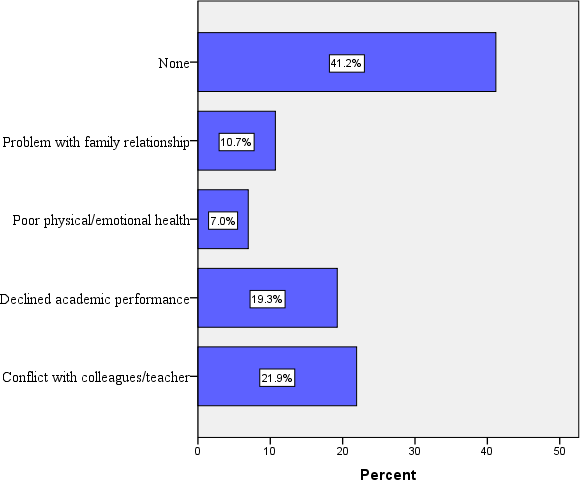 None
41.2%
Problem with family relationship
10.7%
Poor physical/emotional health
7.0%
Declined academic performance
19.3%
Conflict with colleagues/teacher
21.9%
0 10 20 30 40 50
Percent